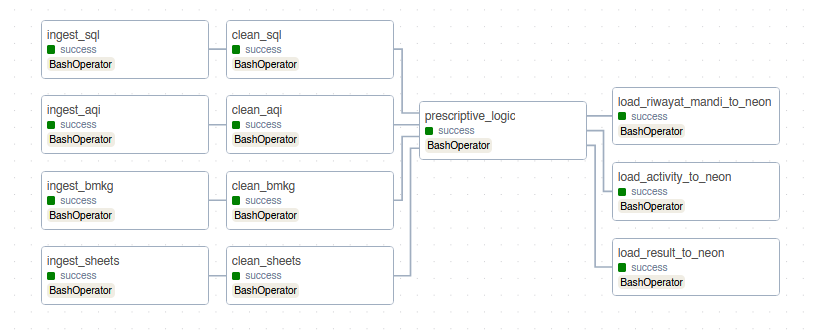 ingest_sql
success
BashOperator
clean_sql
success
BashOperator
ingest_aqi
success
BashOperator
clean_aqi
success
BashOperator
ingest_bmkg
success
BashOperator
clean_bmkg
success
BashOperator
ingest_sheets
success
BashOperator
clean_sheets
success
BashOperator
prescriptive_logic
success
BashOperator
load_riwayat_mandi_to_neon
success
BashOperator
load_activity_to_neon
success
BashOperator
load_result_to_neon
success
BashOperator